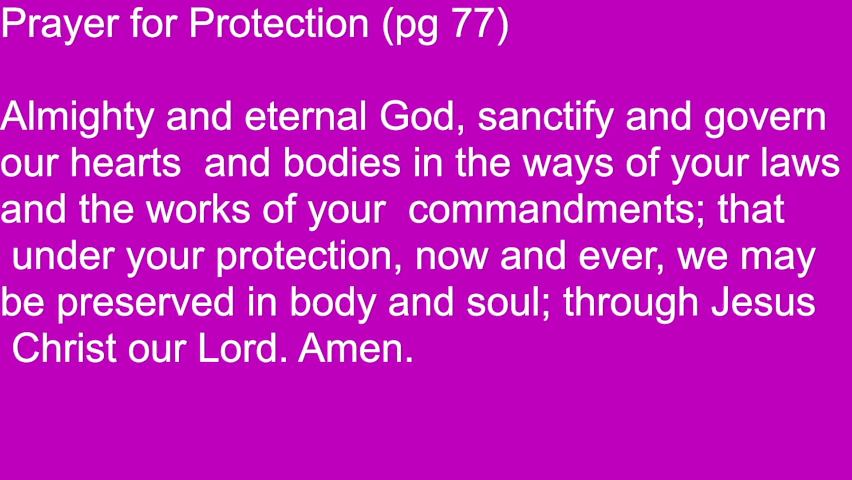 Prayer for Protection (pg 77)
Almighty and eternal God, sanctify and govern
our hearts  and bodies in the ways of your laws
and the works of your  commandments; that
under your protection, now and ever, we may
be preserved in body and soul; through Jesus
Christ our Lord. Amen.